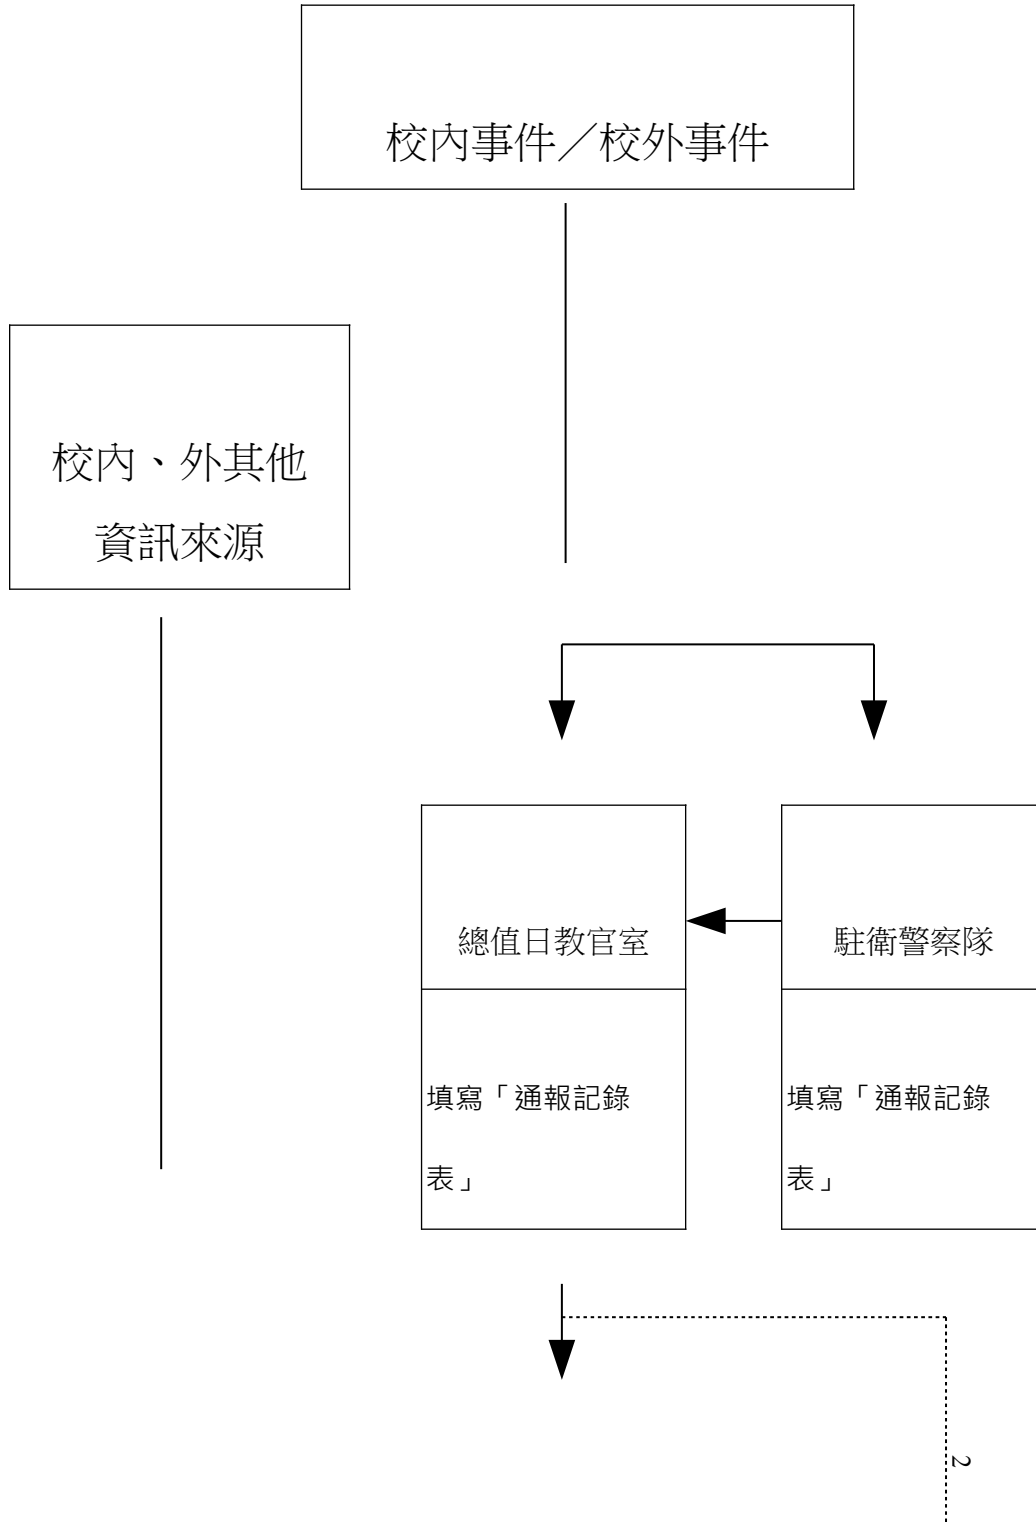 校內事件／校外事件
校內、外其他
資訊來源
總值日教官室
駐衛警察隊
填寫「通報記錄
表」
填寫「通報記錄
表」
2